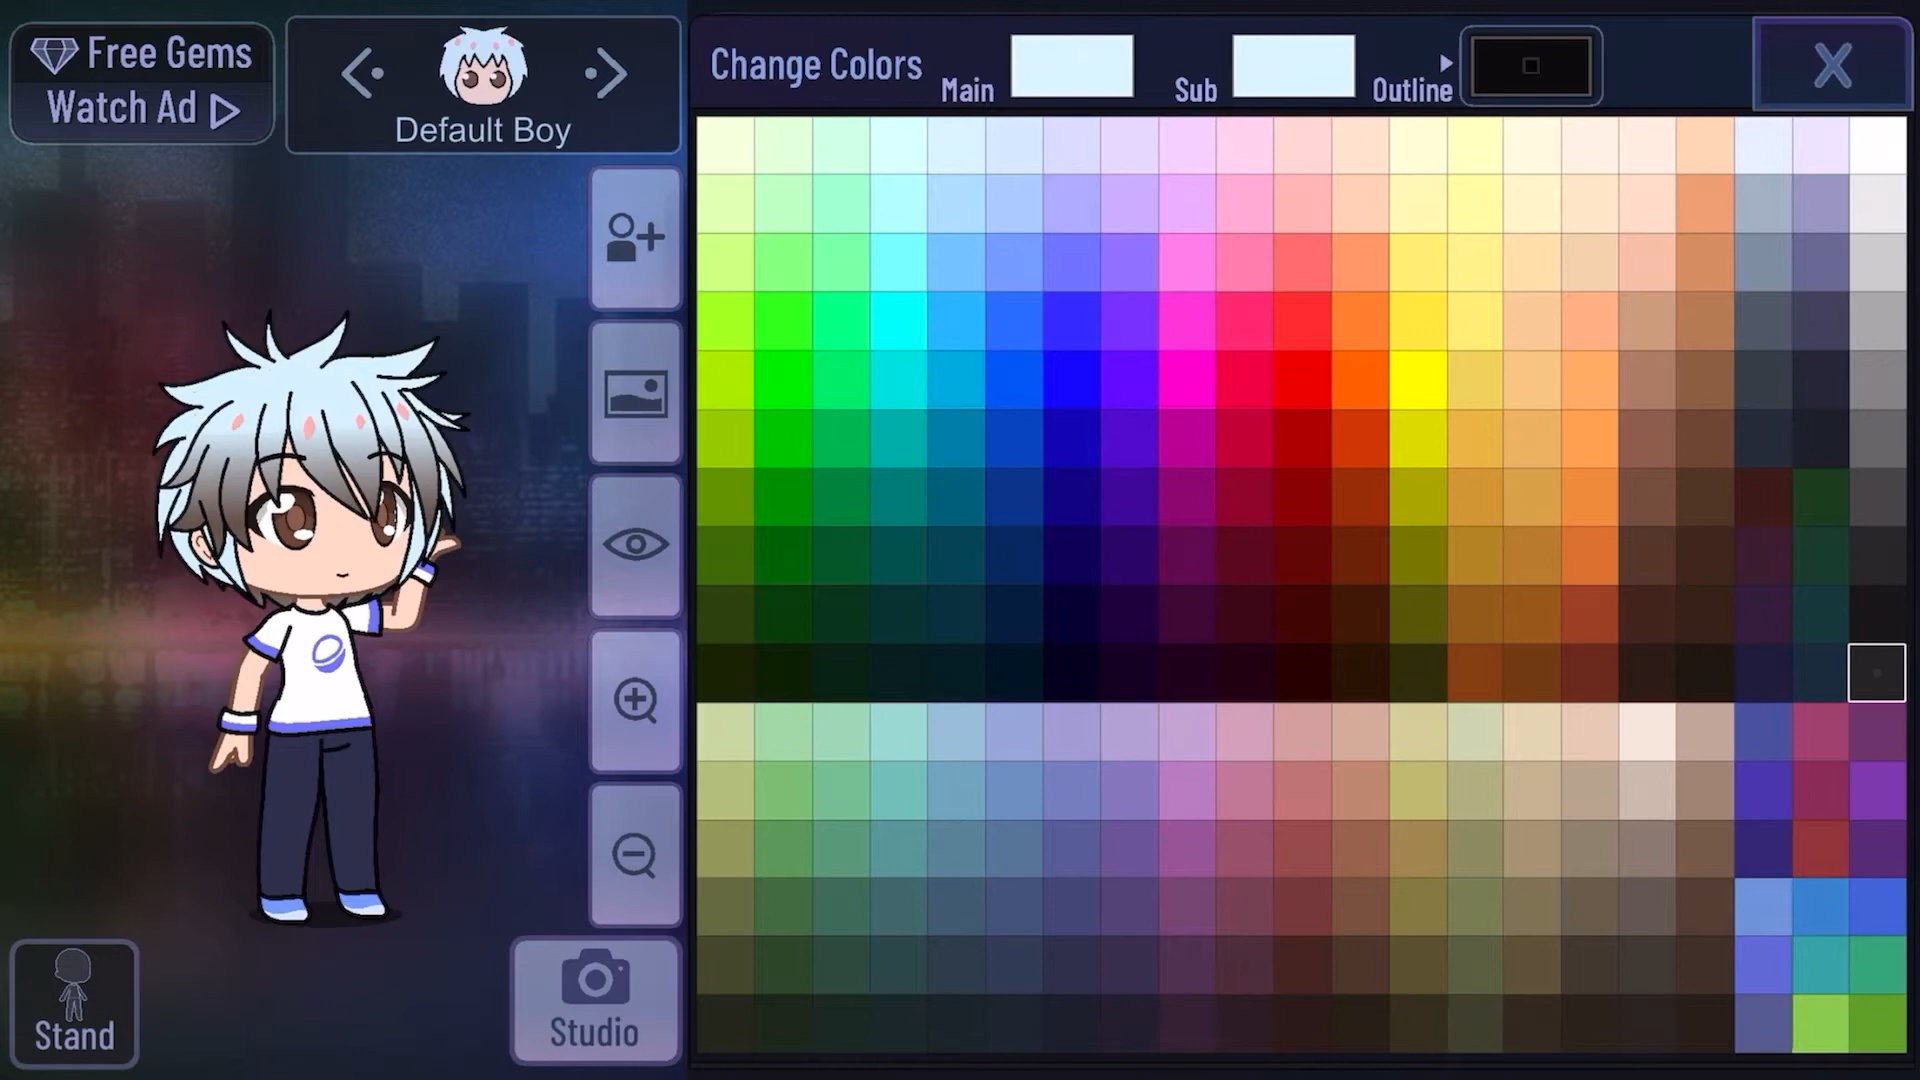 Free Gems
Watch Ad
Default Boy
Change Colors
Main
Sub
Outline
X
Stand
Studio